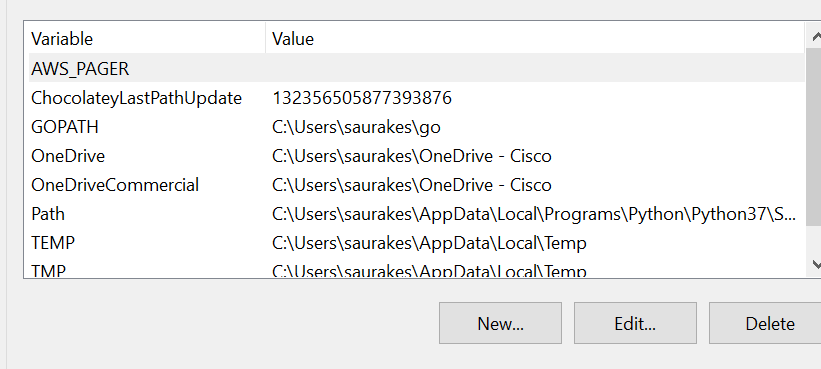 Variable Value
AWS_PAGER
ChocolateyLastPathUpdate 132356505877393876
GOPATH C:\Users\saurakes\go
OneDrive C:\Users\saurakes\OneDrive - Cisco
OneDriveCommercial C:\Users\saurakes\OneDrive - Cisco
Path C:\Users\saurakes\AppData\Local\Programs\Python\Python37\S...
TEMP C:\Users\saurakes\AppData\Local\Temp
TMP C:\Users\saurakes\AppData\Local\Temp
New... Edit... Delete